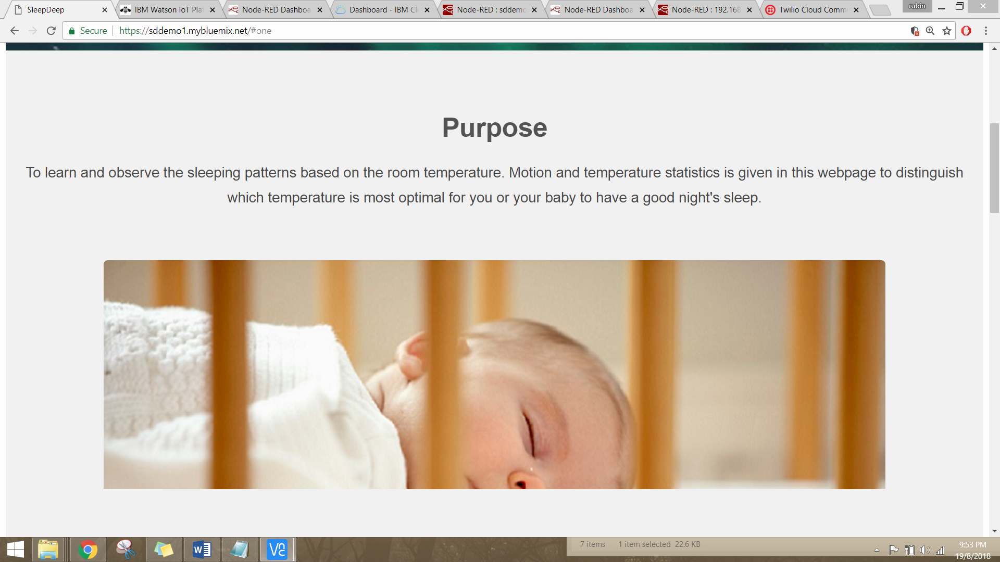 SleepDeep
IBM Watson IoT Pla
Node-RED Dashboa
Dashboard - IBM Cl
Node-RED : sddemo
Node-RED Dashboa
Node-RED : 192.168
Twilio Cloud Comm
rubin
Secure
https://sddemo1.mybluemix.net/#one
Purpose
To learn and observe the sleeping patterns based on the room temperature. Motion and temperature statistics is given in this webpage to distinguish
which temperature is most optimal for you or your baby to have a good night's sleep.
7 items 1 item selected 22.6 KB
9:53 PM
19/8/2018